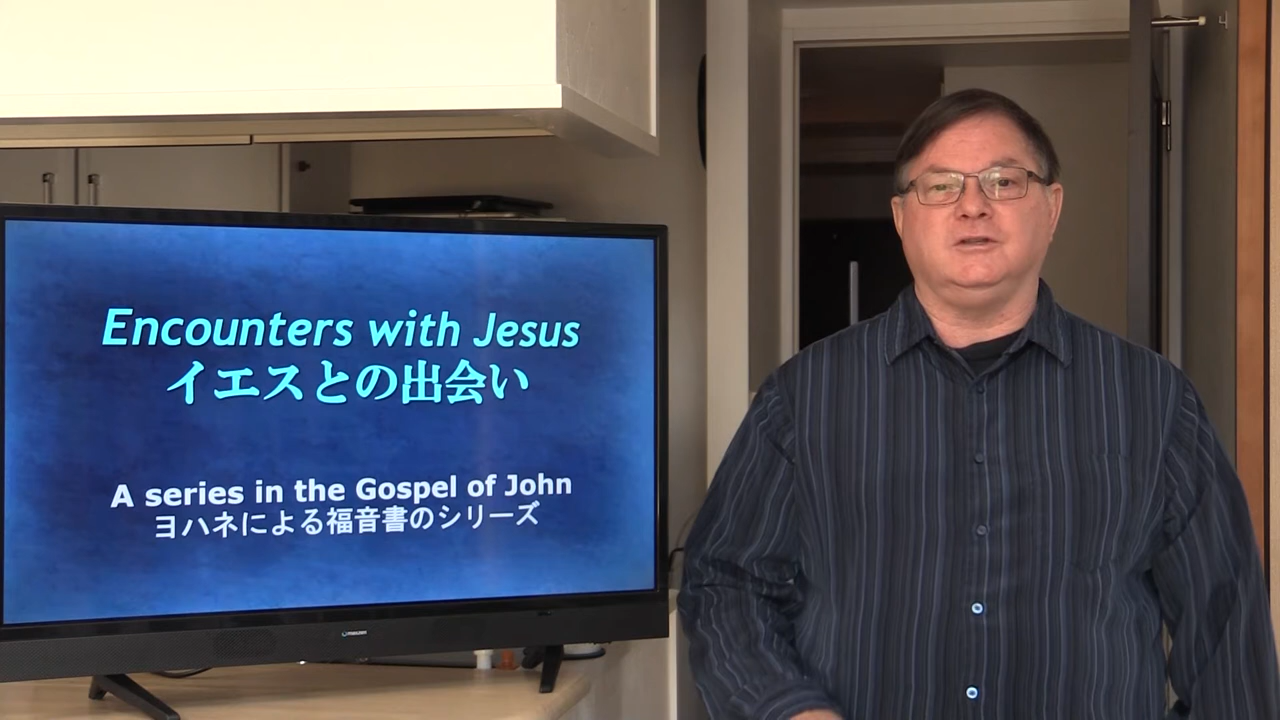 Encounters with Jesus
イエスとの出会い
A series in the Gospel of John
ヨハネによる福音書のシリーズ